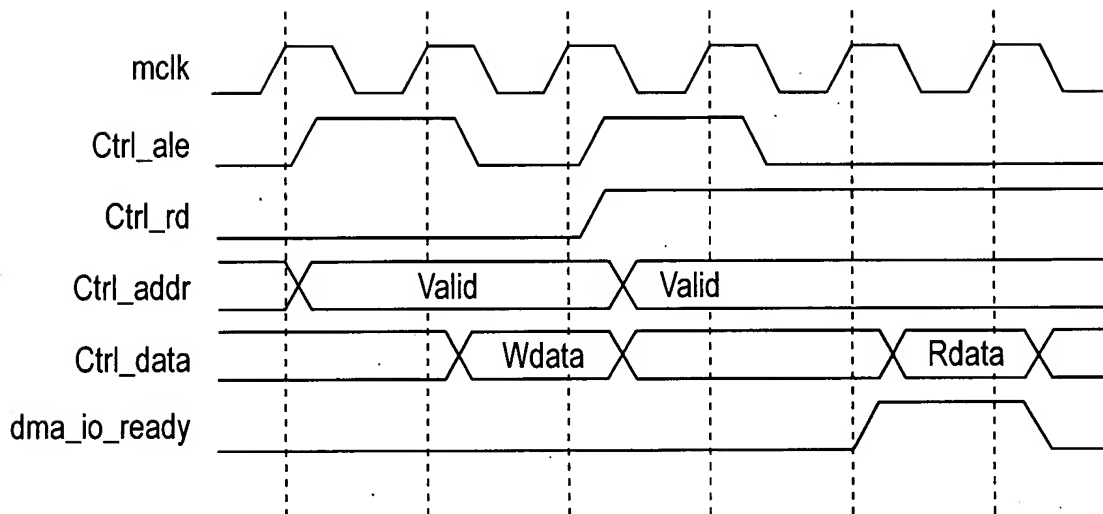 mclk
Ctrl_ale
Ctrl_rd
Ctrl_addr Valid Valid
Ctrl_data Wdata Rdata
dma_io_ready